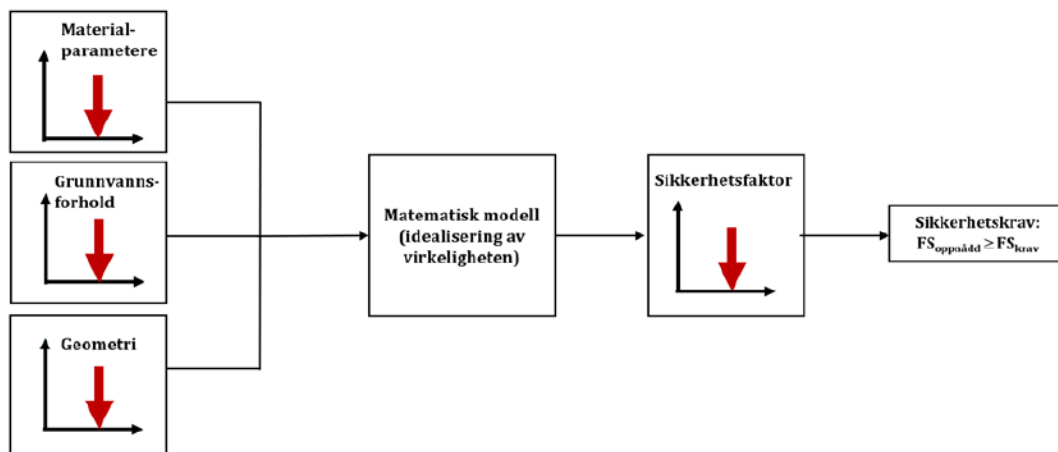 Material-
parametere
Grunnvanns-
forhold
Geometri
Matematisk modell
(idealisering av
virkeligheten)
Sikkerhetsfaktor
Sikkerhetskrav:
FSoppnådd ≥ FSkrav